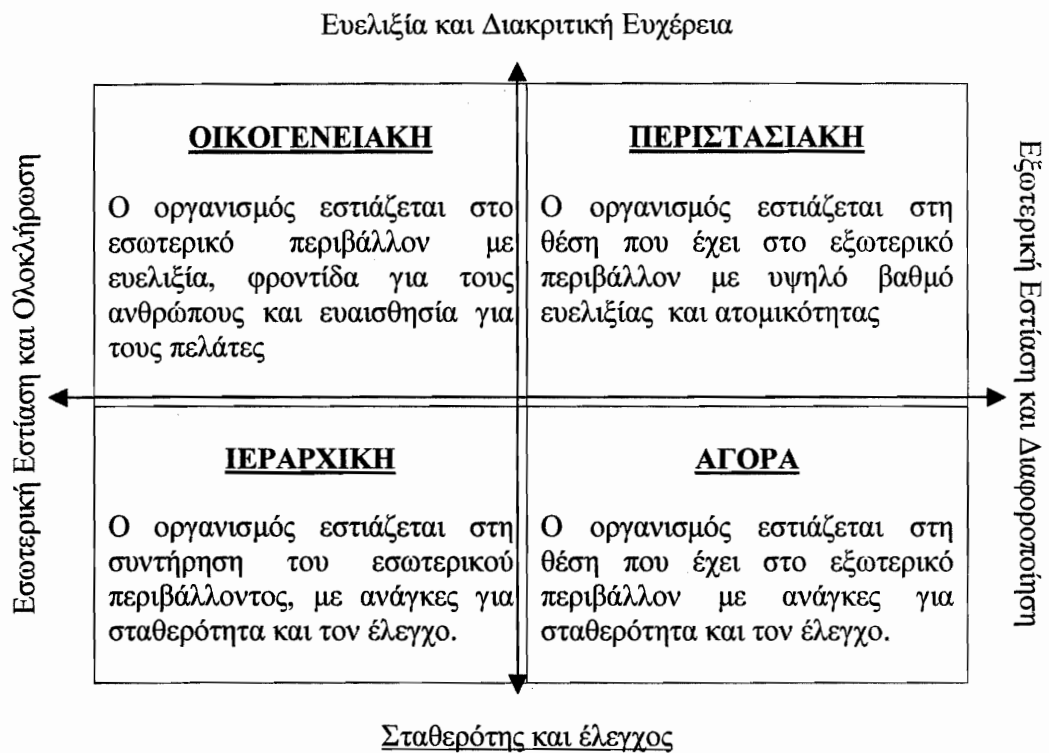 Ευελιξία και Διακριτική Ευχέρεια
Εσωτερική Εστίαση και Ολοκλήρωση
ΟΙΚΟΓΕΝΕΙΑΚΗ
Ο οργανισμός εστιάζεται στο
εσωτερικό περιβάλλον με
ευελιξία, φροντίδα για τους
ανθρώπους και ευαισθησία για
τους πελάτες
ΠΕΡΙΣΤΑΣΙΑΚΗ
Ο οργανισμός εστιάζεται στη
θέση που έχει στο εξωτερικό
περιβάλλον με υψηλό βαθμό
ευελιξίας και ατομικότητας
Εξωτερική Εστίαση και Διαφοροποίηση
ΙΕΡΑΡΧΙΚΗ
Ο οργανισμός εστιάζεται στη
συντήρηση του εσωτερικού
περιβάλλοντος, με ανάγκες για
σταθερότητα και τον έλεγχο.
ΑΓΟΡΑ
Ο οργανισμός εστιάζεται στη
θέση που έχει στο εξωτερικό
περιβάλλον με ανάγκες για
σταθερότητα και τον έλεγχο.
Σταθερότης και έλεγχος